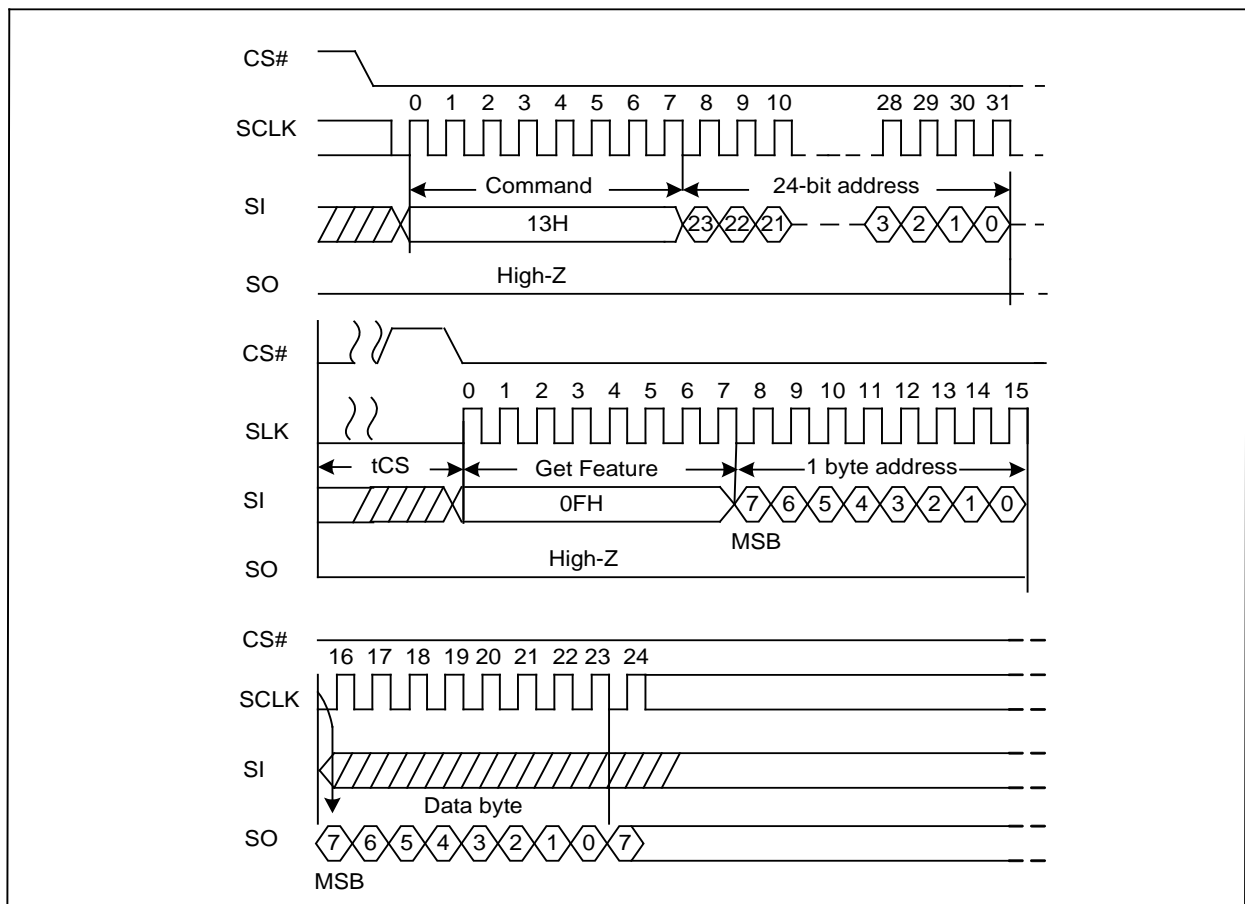 CS#
0 1 2 3 4 5 6 7 8 9 10 28 29 30 31
SCLK
Command 24-bit address
SI
13H 23 22 21 3 2 1 0
High-Z
SO
CS#
0 1 2 3 4 5 6 7 8 9 10 11 12 13 14 15
SLK
tCS Get Feature 1 byte address
SI
0FH 7 6 5 4 3 2 1 0
MSB
High-Z
SO
CS#
16 17 18 19 20 21 22 23 24
SCLK
SI
Data byte
SO 7 6 5 4 3 2 1 0 7
MSB